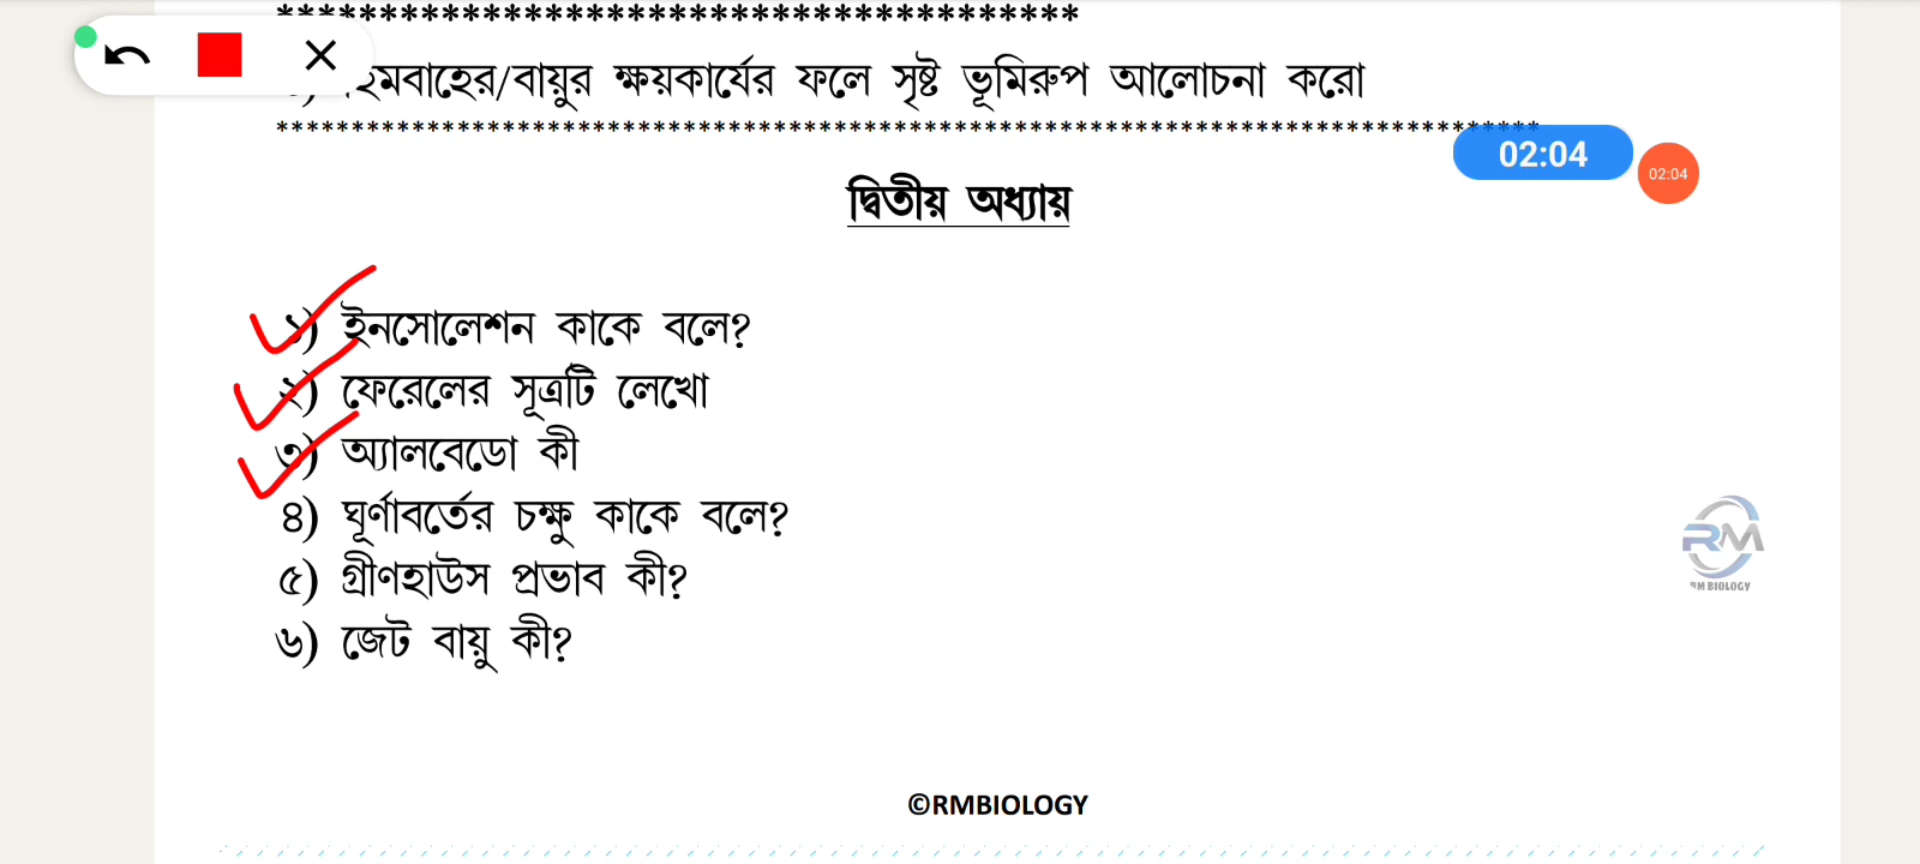 **************************************
হিমবাহের/বায়ুর ক্ষয়কার্যের ফলে সৃষ্ট ভূমিরুপ আলোচনা করো
************************************************************************************
02:04
02:04
দ্বিতীয় অধ্যায়
১) ইনসোলেশন কাকে বলে?
২) ফেরেলের সূত্রটি লেখো
৩) অ্যালবেডো কী
৪) ঘূর্ণাবর্তের চক্ষু কাকে বলে?
৫) গ্রীণহাউস প্রভাব কী?
৬) জেট বায়ু কী?
RM
RM BIOLOGY
©RMBIOLOGY